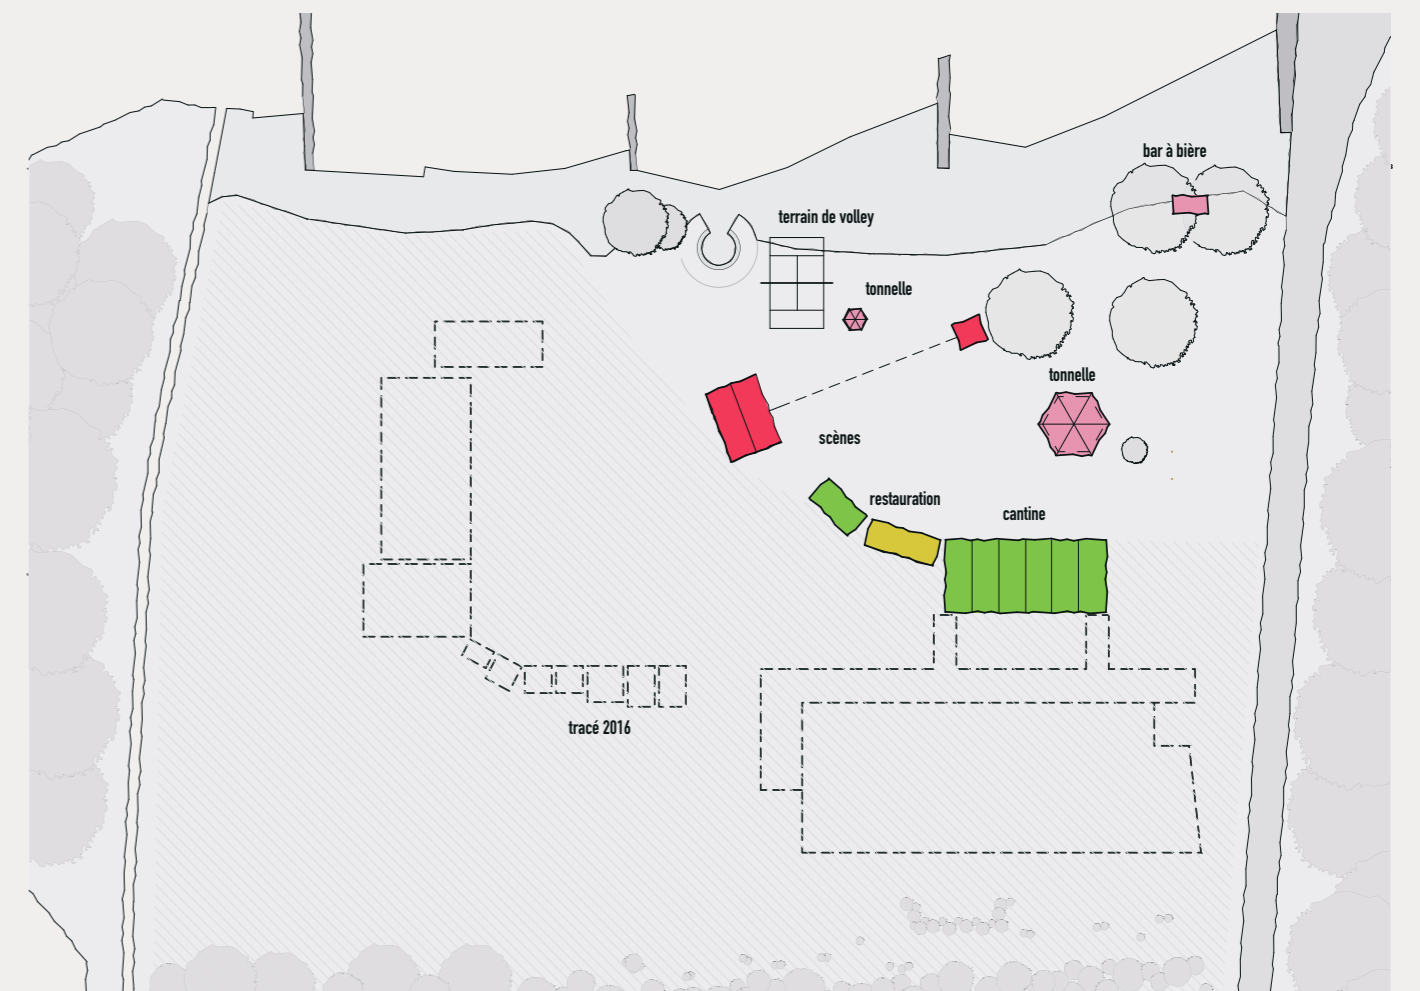 bar à bière
terrain de volley
tonnelle
tonnelle
scènes
restauration
cantine
tracé 2016